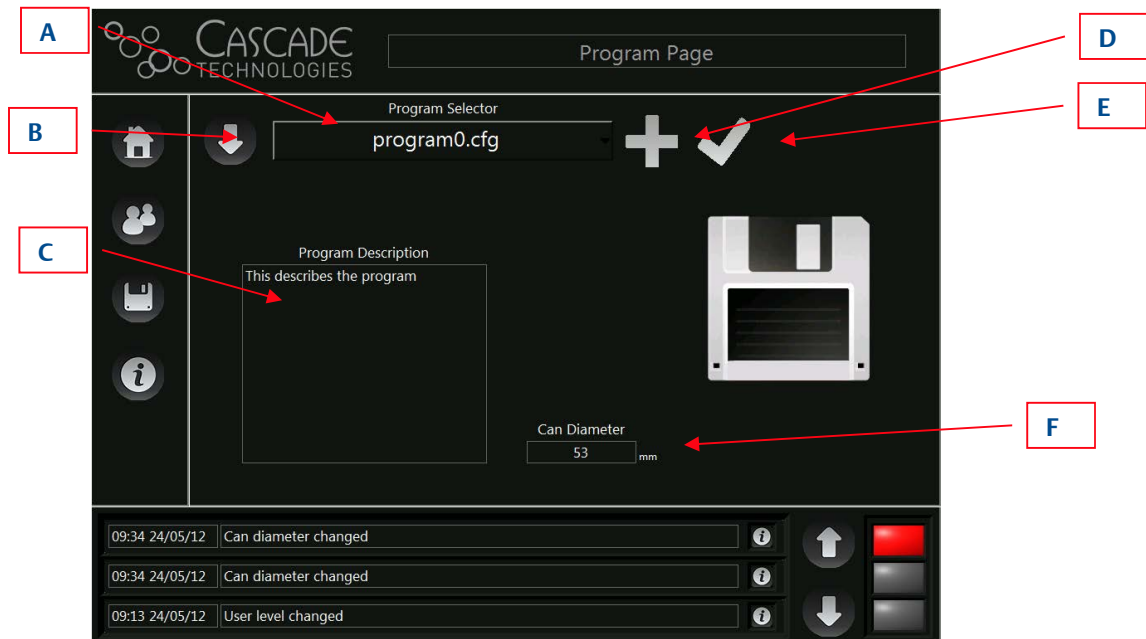 A
CASCADE
TECHNOLOGIES
Program Page
D
B
Program Selector
program0.cfg
E
C
Program Description
This describes the program
Can Diameter
53 mm
F
09:34 24/05/12 Can diameter changed i
09:34 24/05/12 Can diameter changed i
09:13 24/05/12 User level changed i
i